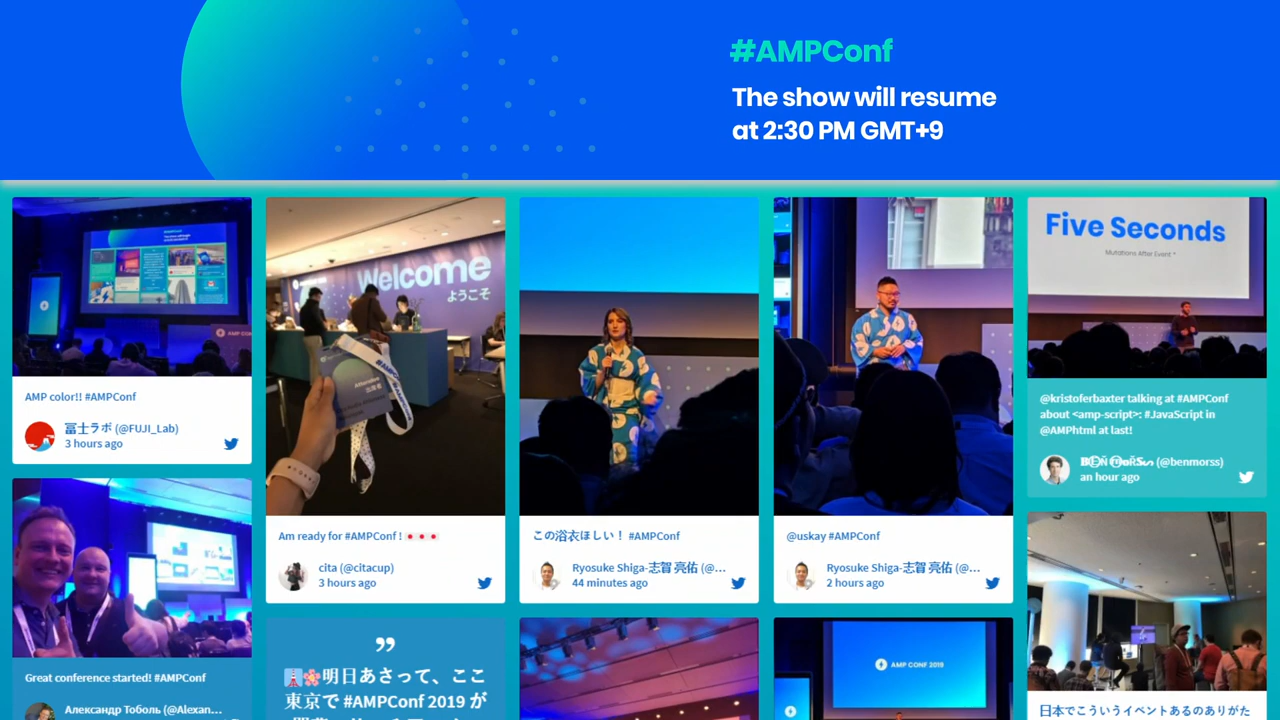 #AMPConf
The show will resume
at 2:30 PM GMT+9
AMP color!! #AMPConf
冨士ラボ (@FUJI_Lab)
3 hours ago
Great conference started! #AMPConf
Александр Тоболь (@Alexan...
Welcome
ようこそ
Attendee
Am ready for #AMPConf !
cita (@citacup)
3 hours ago
明日あさって、ここ
東京で #AMPConf 2019 が
この浴衣ほしい！ #AMPConf
Ryosuke Shiga-志賀 亮佑 (@...
44 minutes ago
@uskay #AMPConf
Ryosuke Shiga-志賀 亮佑 (@...
2 hours ago
AMP CONF 2019
Five Seconds
Mutations After Event *
@kristoferbaxter talking at #AMPConf
about <amp-script>: #JavaScript in
@AMPhtml at last!
(@benmorss)
an hour ago
日本でこういうイベントあるのありがた